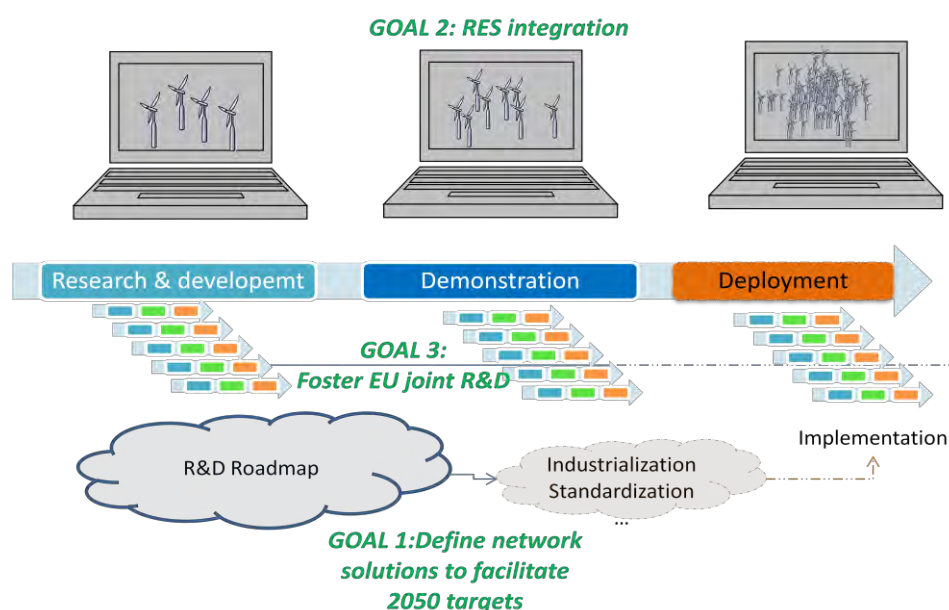 GOAL 2: RES integration
Research & developemt
Demonstration
Deployment
GOAL 3:
Foster EU joint R&D
Implementation
R&D Roadmap
Industrialization
Standardization
...
GOAL 1:Define network
solutions to facilitate
2050 targets